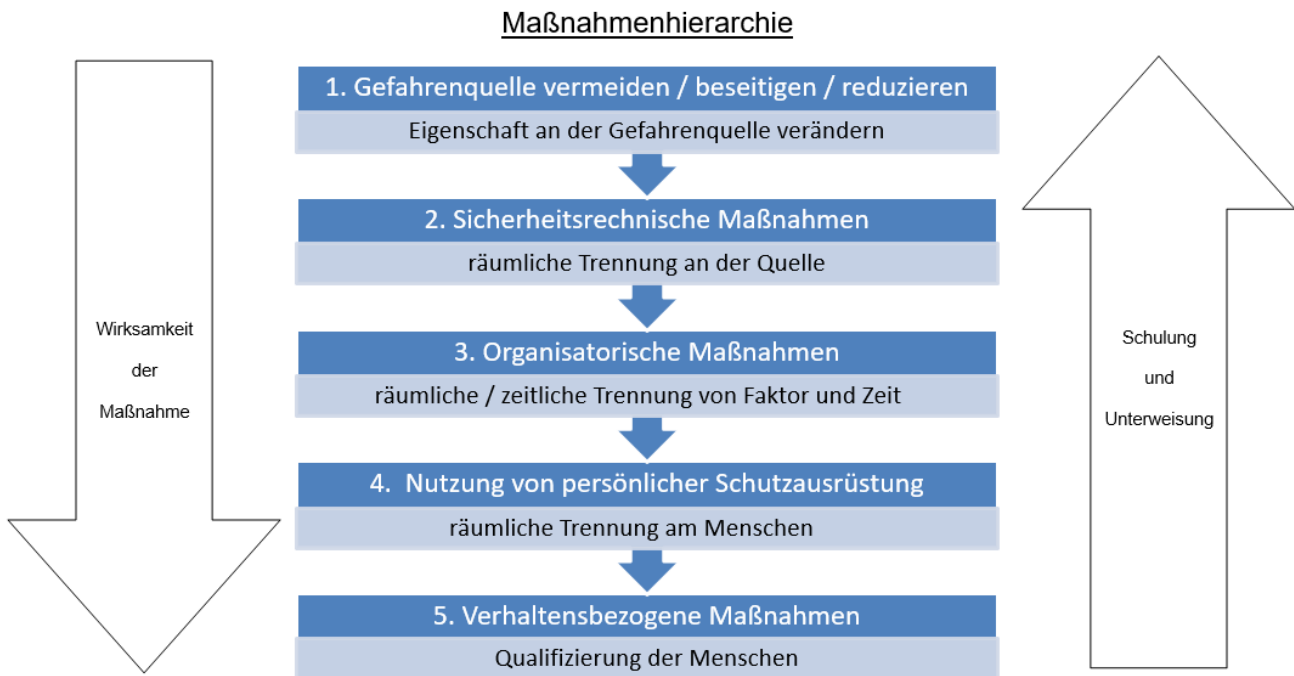 Maßnahmenhierarchie
1. Gefahrenquelle vermeiden / beseitigen / reduzieren
Eigenschaft an der Gefahrenquelle verändern
2. Sicherheitsrechnische Maßnahmen
räumliche Trennung an der Quelle
3. Organisatorische Maßnahmen
räumliche / zeitliche Trennung von Faktor und Zeit
4. Nutzung von persönlicher Schutzausrüstung
räumliche Trennung am Menschen
5. Verhaltensbezogene Maßnahmen
Qualifizierung der Menschen
Wirksamkeit
der
Maßnahme
Schulung
und
Unterweisung